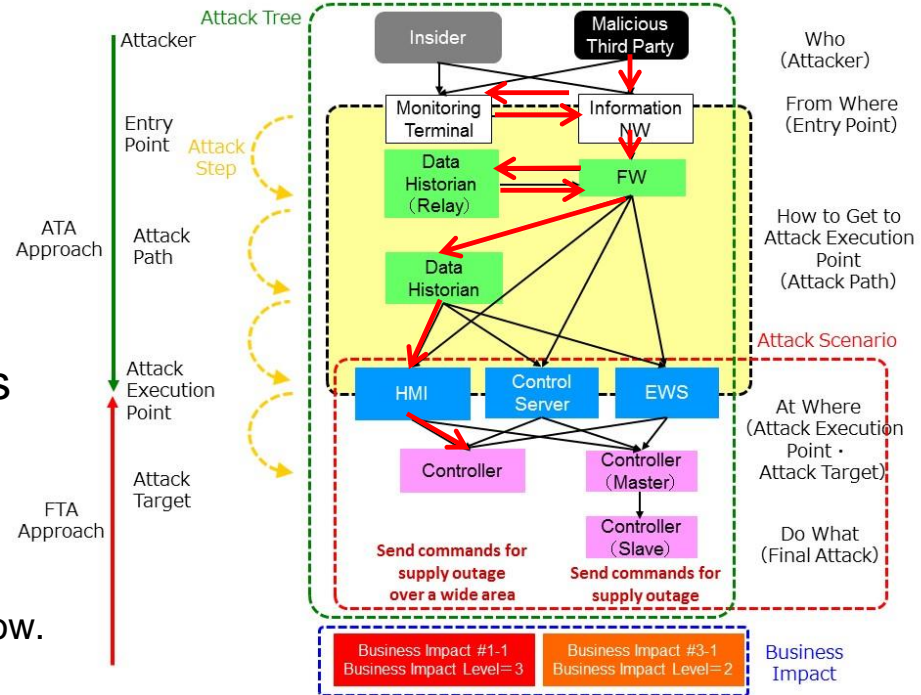 Attack Tree
Attacker
Insider
Malicious
Third Party
Who
(Attacker)
Entry
Point
Monitoring
Terminal
Information
NW
From Where
(Entry Point)
Attack
Step
Data
Historian
(Relay)
FW
ATA
Approach
Attack
Path
How to Get to
Attack Execution
Point
(Attack Path)
Data
Historian
Attack Scenario
s
Attack
Execution
Point
HMI
Control
Server
EWS
At Where
(Attack Execution
Point・
Attack Target)
Controller
Controller
(Master)
Attack
Target
FTA
Approach
Controller
(Slave)
Do What
(Final Attack)
Send commands for
supply outage
over a wide area
Send commands for
supply outage
ow.
Business Impact #1-1
Business Impact Level=3
Business Impact #3-1
Business Impact Level=2
Business
Impact